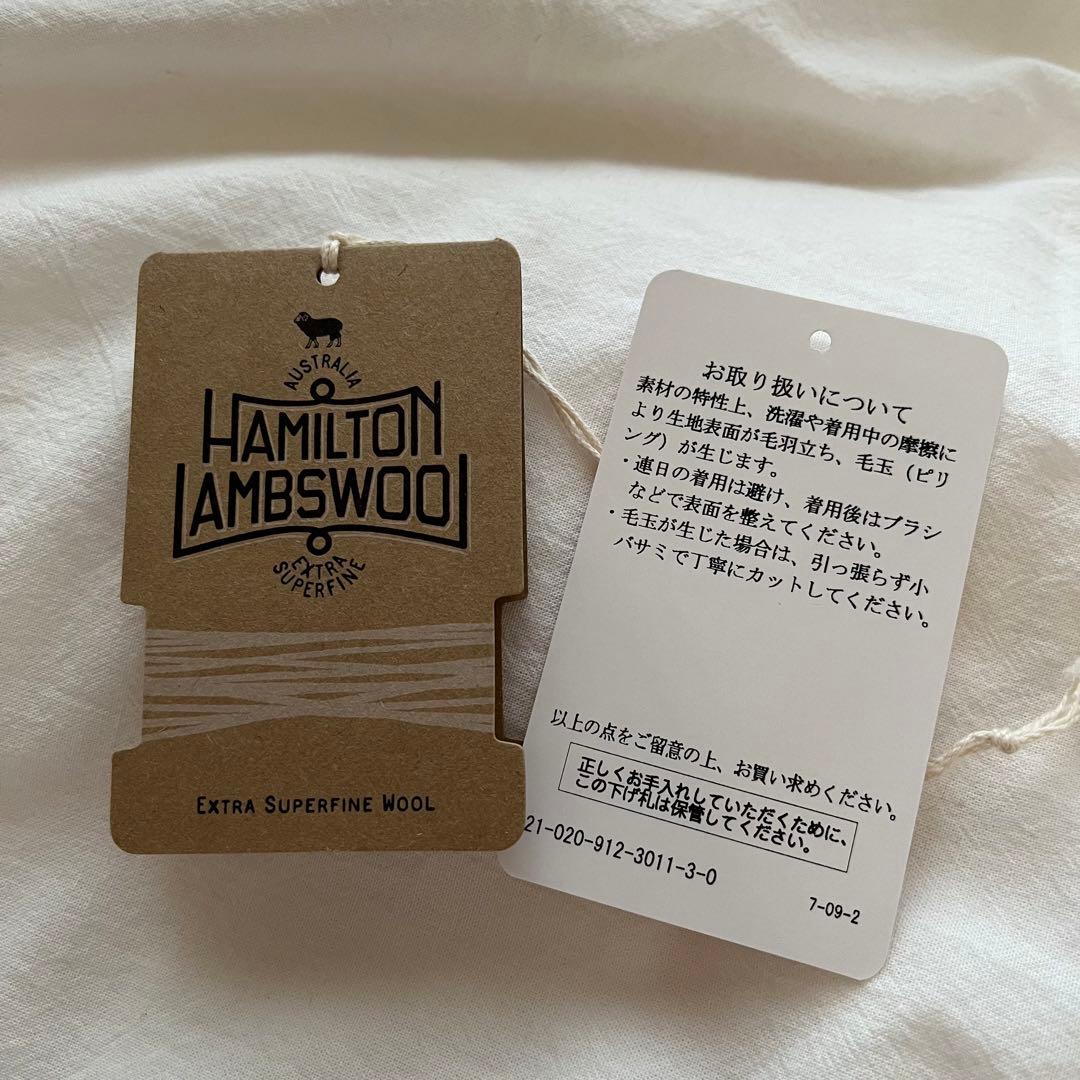 AUSTRALIA
HAMILTON
LAMBSWOOL
EXTRA
SUPERFINE
EXTRA SUPERFINE WOOL
お取り扱いについて
素材の特性上、洗濯や着用中の摩擦に
より生地表面が毛羽立ち、毛玉（ピリ
ング）が生じます。
・連日の着用は避け、着用後はブラシ
などで表面を整えてください。
・毛玉が生じた場合は、引っ張らず小
バサミで丁寧にカットしてください。
以上の点をご留意の上、お買い求めください。
正しくお手入れしていただくために、
この下げ札は保管してください。
21-020-912-3011-3-0
7-09-2